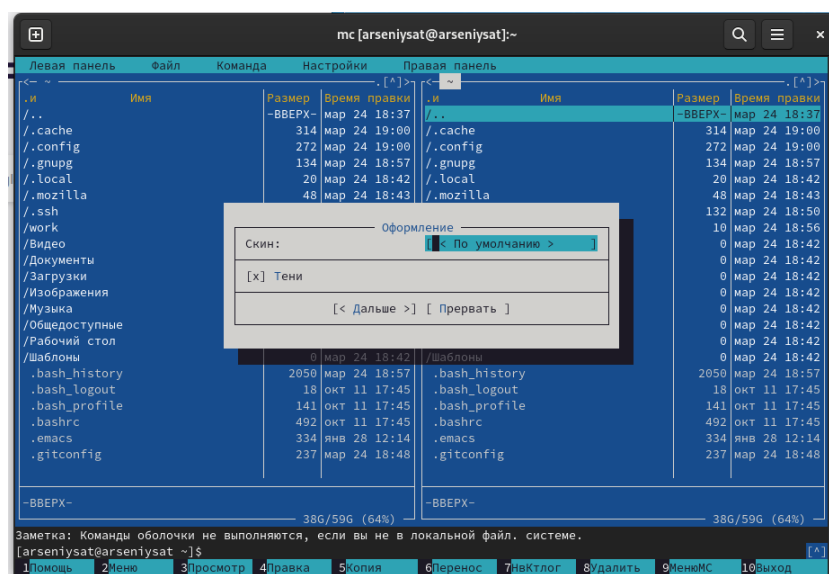 mc [arseniysat@arseniysat]:~
Левая панель Файл Команда Настройки Правая панель
<─ ~ .[^]> <─ ~ .[^]>
.и Имя Размер Время правки .и Имя Размер Время правки
/.. -ВВЕРХ- мар 24 18:37 /.. -ВВЕРХ- мар 24 18:37
/.cache 314 мар 24 19:00 /.cache 314 мар 24 19:00
/.config 272 мар 24 19:00 /.config 272 мар 24 19:00
/.gnupg 134 мар 24 18:57 /.gnupg 134 мар 24 18:57
/.local 20 мар 24 18:42 /.local 20 мар 24 18:42
/.mozilla 48 мар 24 18:43 /.mozilla 48 мар 24 18:43
/.ssh 132 мар 24 18:50
/work 10 мар 24 18:56
/Видео 0 мар 24 18:42
/Документы 0 мар 24 18:42
/Загрузки 0 мар 24 18:42
/Изображения 0 мар 24 18:42
/Музыка 0 мар 24 18:42
/Общедоступные 0 мар 24 18:42
/Рабочий стол 0 мар 24 18:42
Оформление
Скин: [ < По умолчанию > ]
[x] Тени
[< Дальше >] [ Прервать ]
/Шаблоны 0 мар 24 18:42 /Шаблоны 0 мар 24 18:42
.bash_history 2050 мар 24 18:57 .bash_history 2050 мар 24 18:57
.bash_logout 18 окт 11 17:45 .bash_logout 18 окт 11 17:45
.bash_profile 141 окт 11 17:45 .bash_profile 141 окт 11 17:45
.bashrc 492 окт 11 17:45 .bashrc 492 окт 11 17:45
.emacs 334 янв 28 12:14 .emacs 334 янв 28 12:14
.gitconfig 237 мар 24 18:48 .gitconfig 237 мар 24 18:48
-ВВЕРХ- -ВВЕРХ-
38G/59G (64%) 38G/59G (64%)
Заметка: Команды оболочки не выполняются, если вы не в локальной файл. системе.
[arseniysat@arseniysat ~]$ [^]
1Помощь 2Меню 3Просмотр 4Правка 5Копия 6Перенос 7НвКтлог 8Удалить 9МенюМС 10Выход